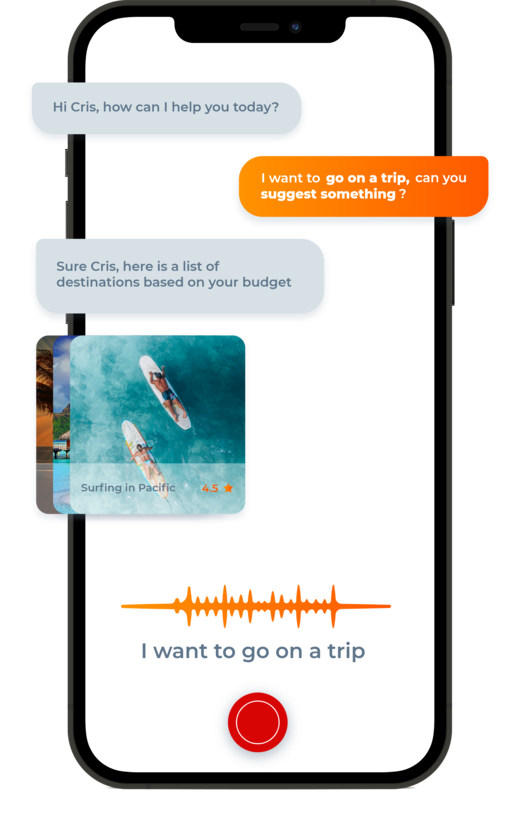 Hi Cris, how can I help you today?
I want to go on a trip, can you
suggest something ?
Sure Cris, here is a list of
destinations based on your budget
Surfing in Pacific 4.5
I want to go on a trip